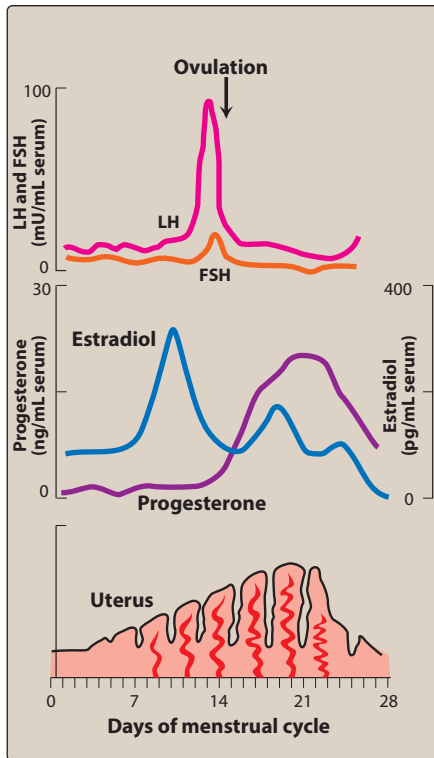 Ovulation
100
LH and FSH
(mU/mL serum)
LH
0
FSH
30
400
Estradiol
Progesterone
(ng/mL serum)
Estradiol
(pg/mL serum)
0
0
Progesterone
Uterus
0
7
14
21
28
Days of menstrual cycle